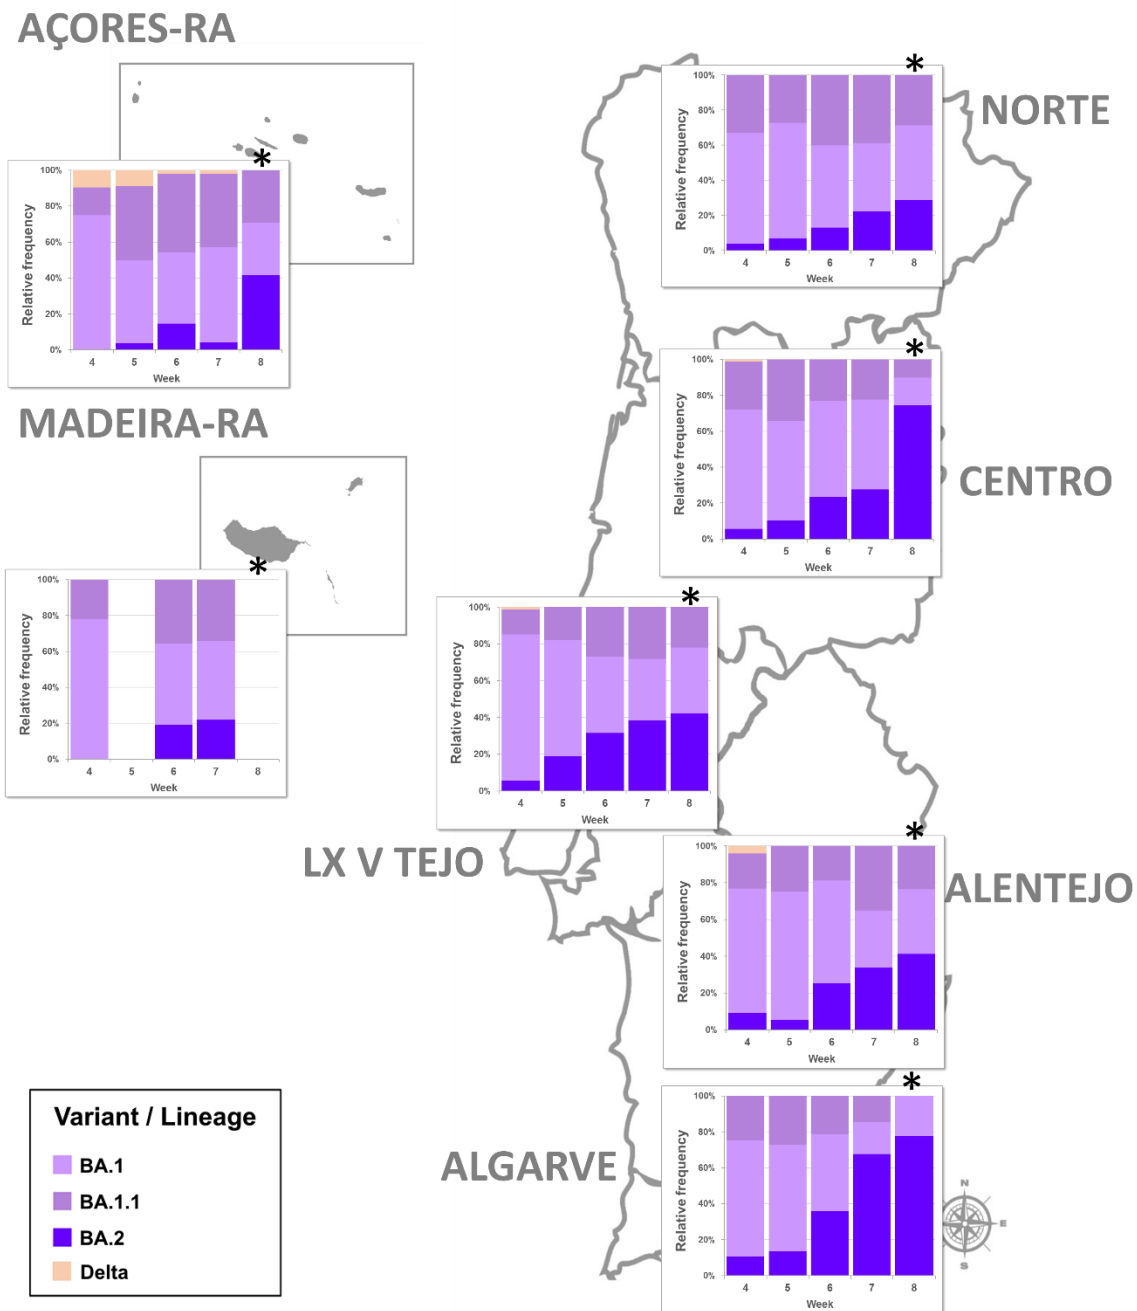 AÇORES-RA
*
100%
80%
60%
40%
20%
0%
Relative frequency
4 5 6 7 8
Week
MADEIRA-RA
*
100%
80%
60%
40%
20%
0%
Relative frequency
4 5 6 7 8
Week
NORTE
*
100%
80%
60%
40%
20%
0%
Relative frequency
4 5 6 7 8
Week
CENTRO
*
100%
80%
60%
40%
20%
0%
Relative frequency
4 5 6 7 8
Week
LX V TEJO
*
100%
80%
60%
40%
20%
0%
Relative frequency
4 5 6 7 8
Week
ALENTEJO
*
100%
80%
60%
40%
20%
0%
Relative frequency
4 5 6 7 8
Week
ALGARVE
*
100%
80%
60%
40%
20%
0%
Relative frequency
4 5 6 7 8
Week
Variant / Lineage
BA.1
BA.1.1
BA.2
Delta
N
E
S